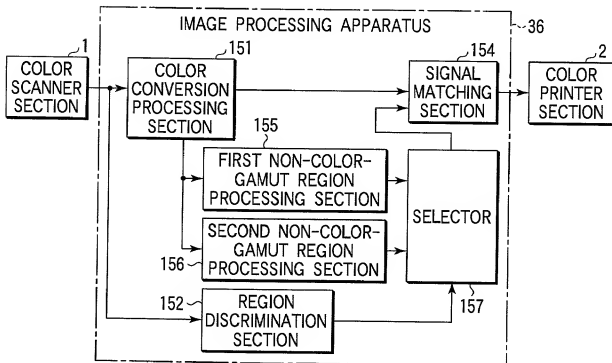 IMAGE PROCESSING APPARATUS
36
1
COLOR
SCANNER
SECTION
151
COLOR
CONVERSION
PROCESSING
SECTION
154
SIGNAL
MATCHING
SECTION
2
COLOR
PRINTER
SECTION
155
FIRST NON-COLOR-
GAMUT REGION
PROCESSING SECTION
SECOND NON-COLOR-
GAMUT REGION
PROCESSING SECTION
156
SELECTOR
157
152
REGION
DISCRIMINATION
SECTION